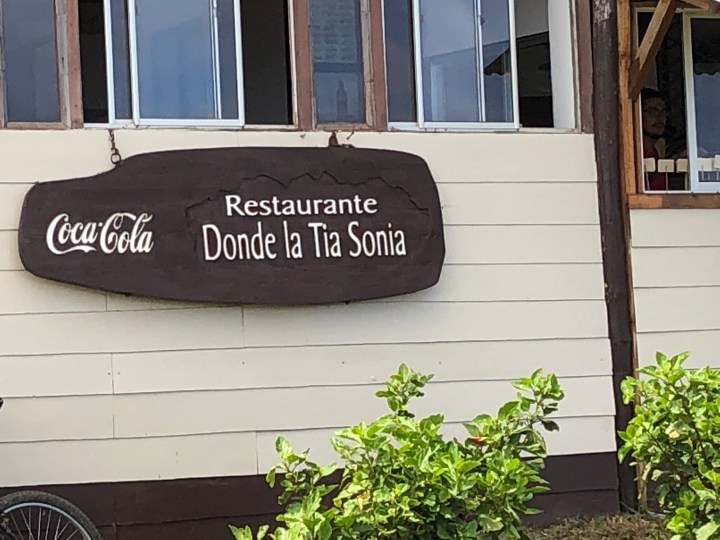 Coca-Cola
Restaurante
Donde la Tia Sonia